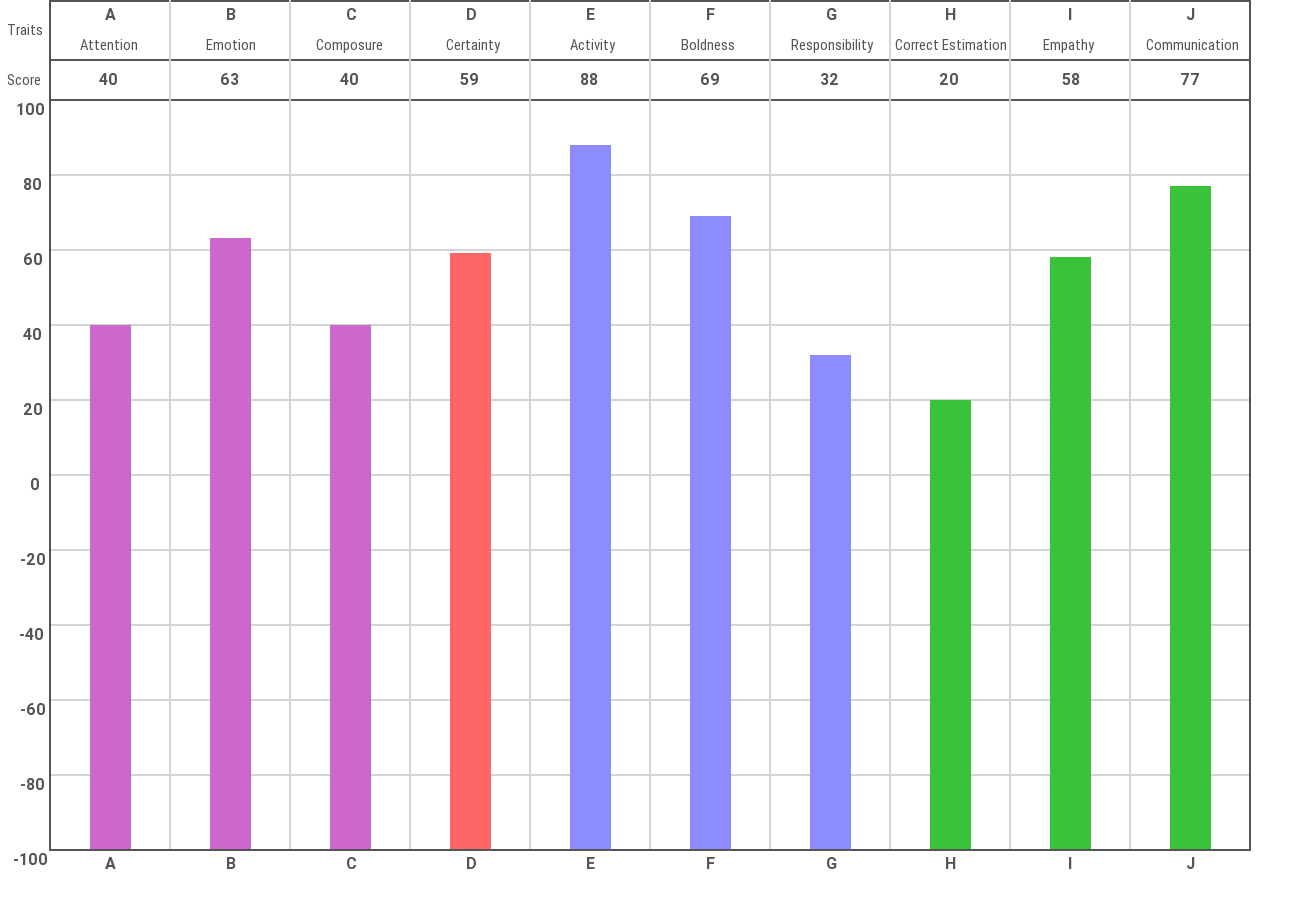 Traits A B C D E F G H I J
Attention Emotion Composure Certainty Activity Boldness Responsibility Correct Estimation Empathy Communication
Score 40 63 40 59 88 69 32 20 58 77
100
80
60
40
20
0
-20
-40
-60
-80
-100
A B C D E F G H I J